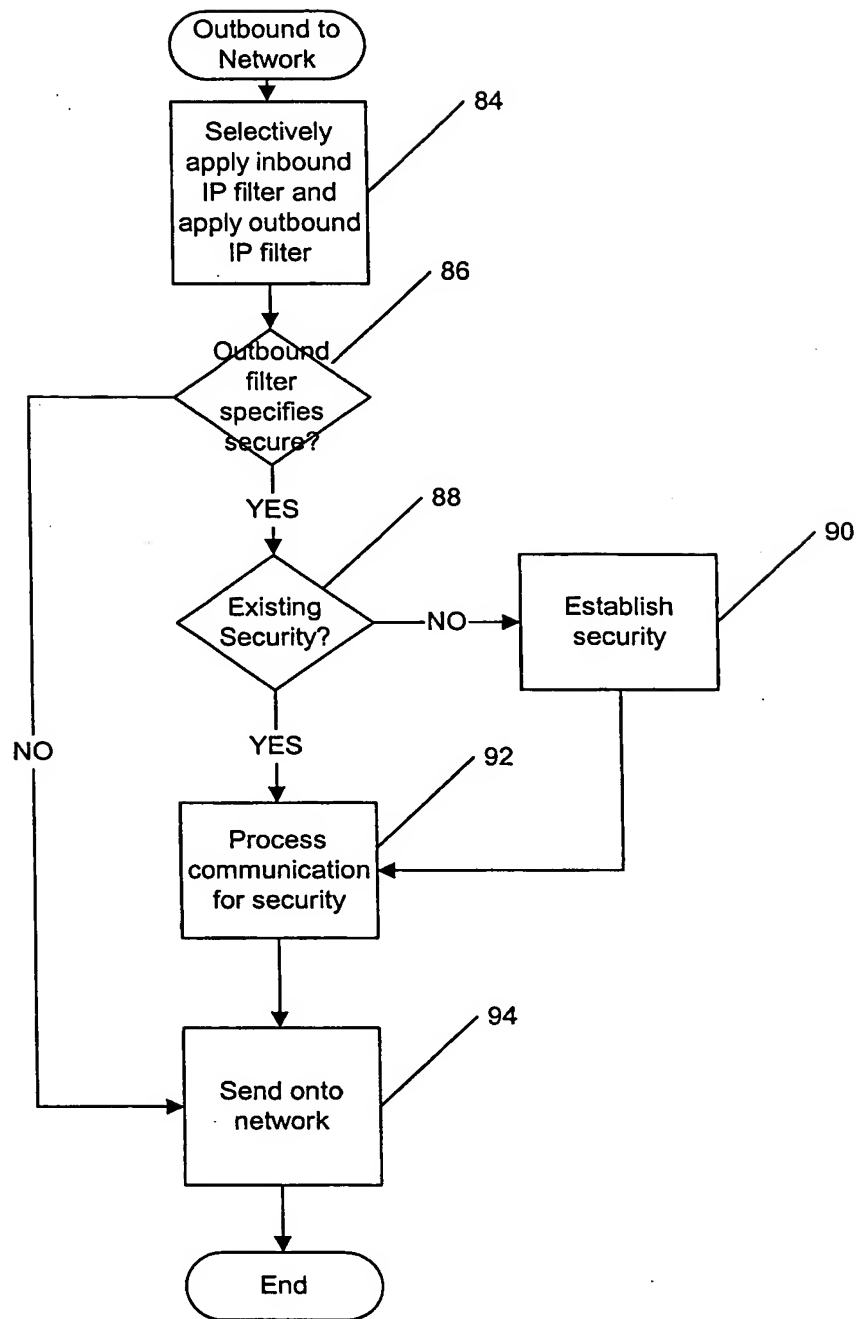 Outbound to
Network
84
Selectively
apply inbound
IP filter and
apply outbound
IP filter
86
Outbound
filter
specifies
secure?
YES
88
90
Existing
Security?
NO
Establish
security
NO
YES
92
Process
communication
for security
94
Send onto
network
End